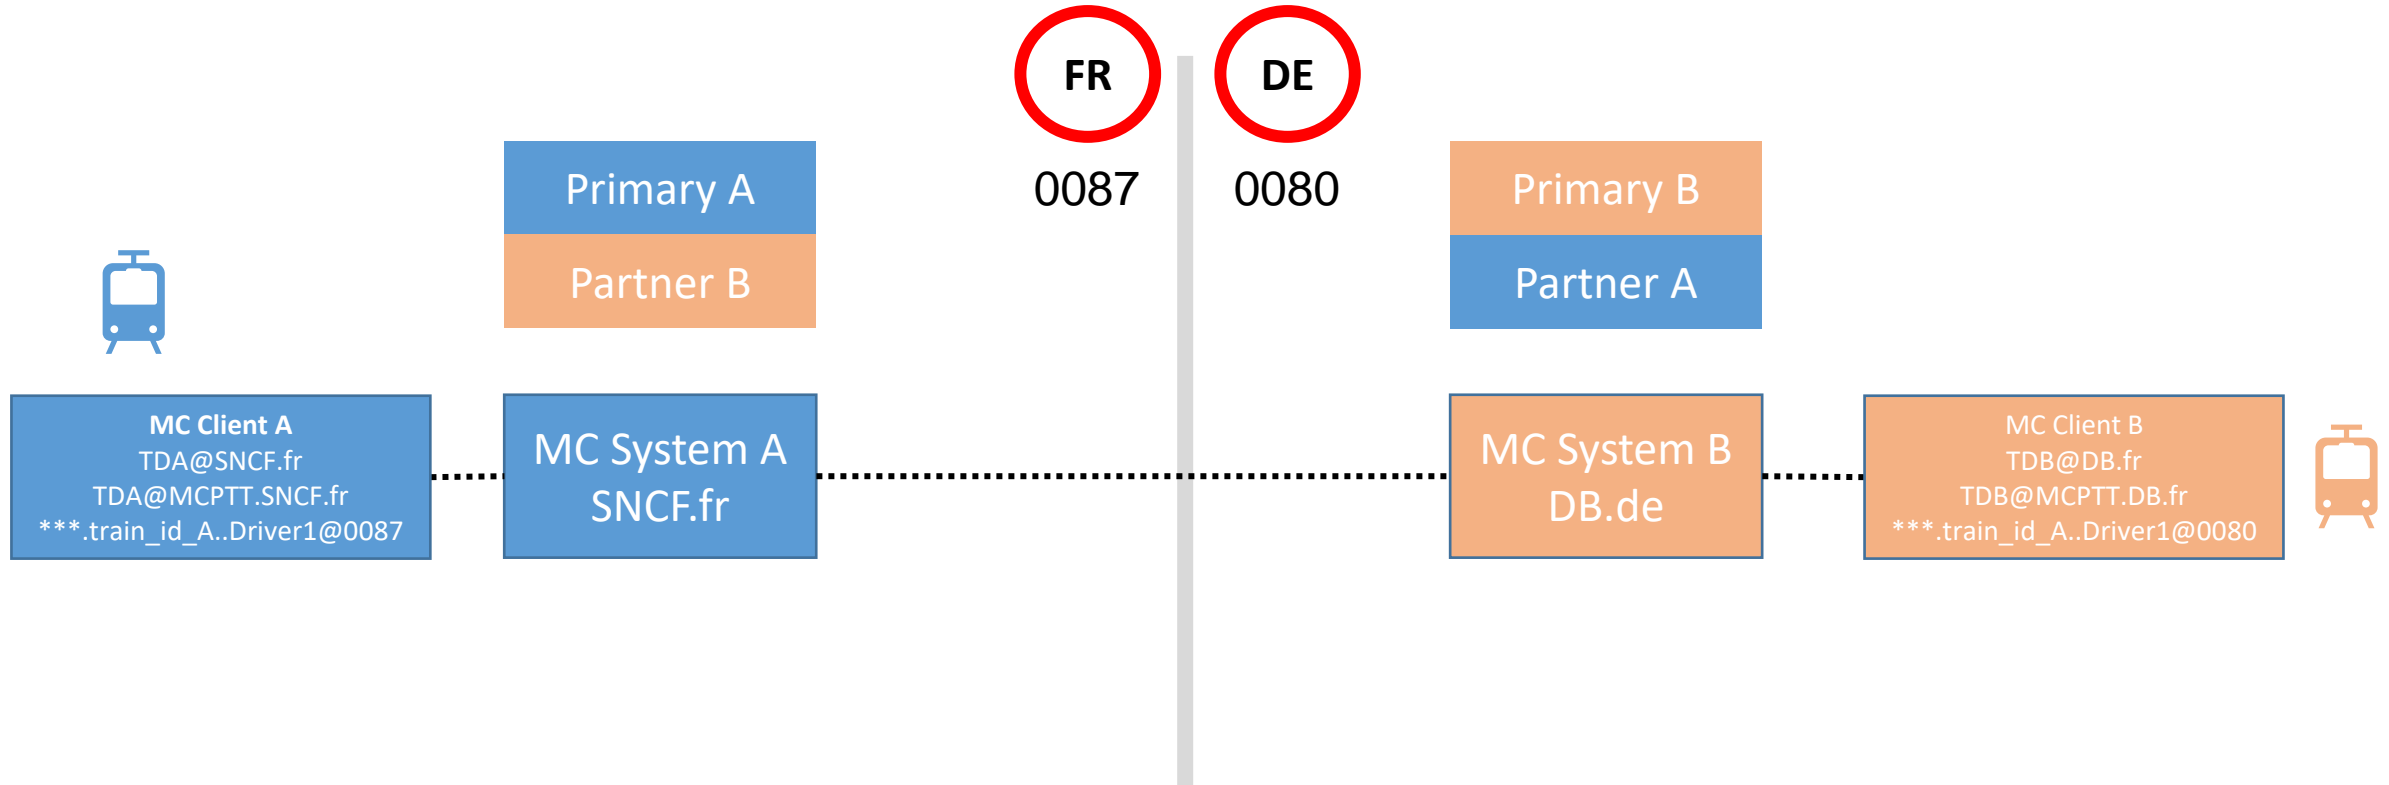 FR
DE
0087
0080
Primary A
Partner B
Primary B
Partner A
MC Client A
TDA@SNCF.fr
TDA@MCPTT.SNCF.fr
***.train_id_A..Driver1@0087
MC System A
SNCF.fr
MC System B
DB.de
MC Client B
TDB@DB.fr
TDB@MCPTT.DB.fr
***.train_id_A..Driver1@0080